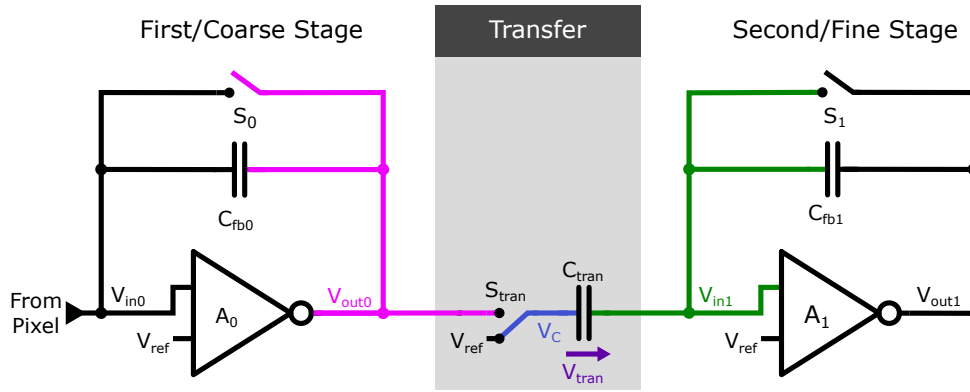 First/Coarse Stage
Transfer
Second/Fine Stage
S0
S1
Cfb0
Cfb1
From
Pixel
Vin0
A0
Vref
Vout0
Stran
Vref
VC
Ctran
Vtran
Vin1
A1
Vref
Vout1